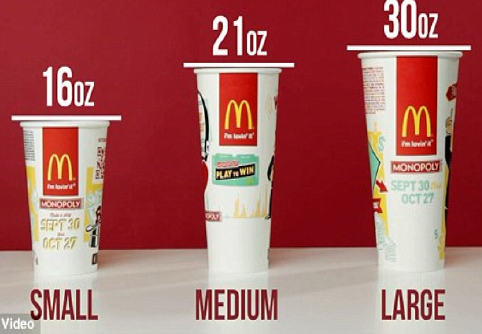 16oz
21oz
30oz
i'm lovin' it
MONOPOLY
SEPT 30
OCT 27
i'm lovin' it
PLAY TO WIN
i'm lovin' it
MONOPOLY
SEPT 30
OCT 27
SMALL
MEDIUM
LARGE
Video